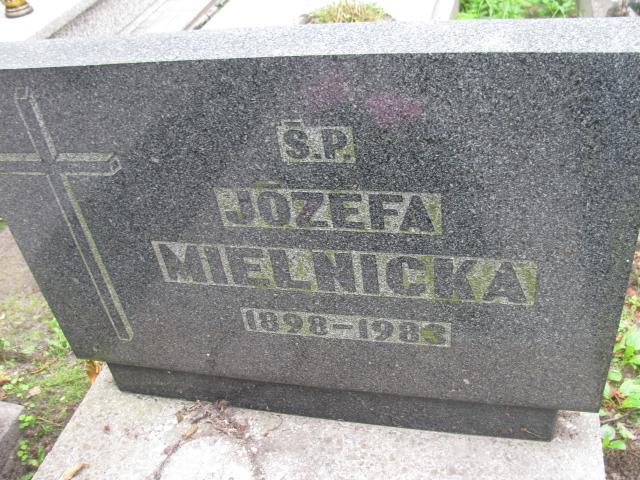 Ś.P.
JÓZEFA
MIELNICKA
1898-1983